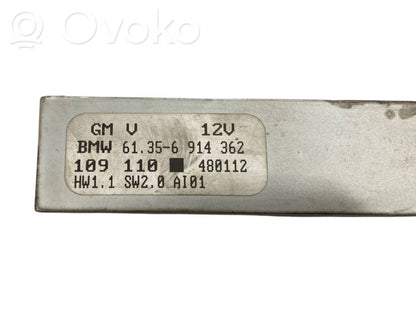 OVOKO
GM V 12V
BMW 61.35-6 914 362
109 110 ■ 480112
HW1.1 SW2.0 AI01